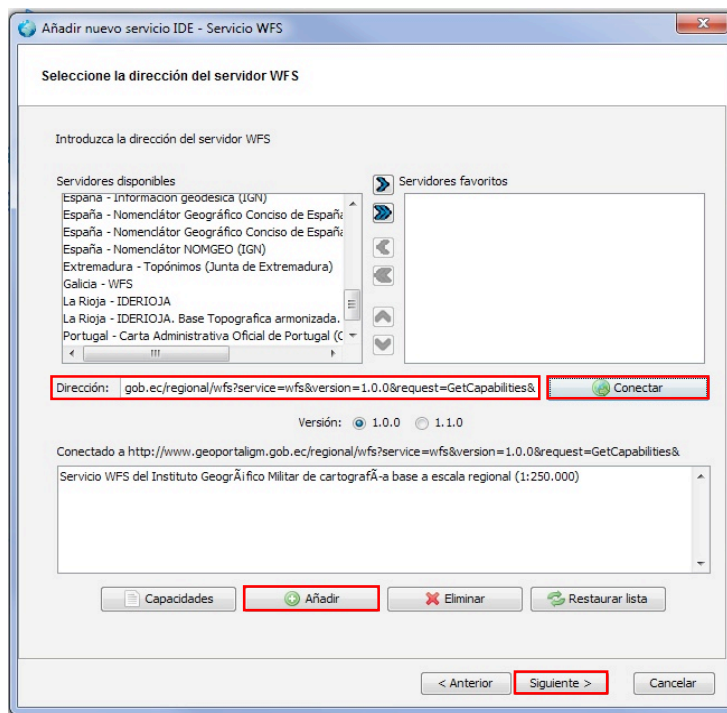 Añadir nuevo servicio IDE - Servicio WFS
Seleccione la dirección del servidor WFS
Introduzca la dirección del servidor WFS
Servidores disponibles
Servidores favoritos
España - Información geodésica (IGN)
España - Nomenclátor Geográfico Conciso de España
España - Nomenclátor Geográfico Conciso de España
España - Nomenclátor NOMGEO (IGN)
Extremadura - Topónimos (Junta de Extremadura)
Galicia - WFS
La Rioja - IDERIOJA
La Rioja - IDERIOJA. Base Topografica armonizada.
Portugal - Carta Administrativa Oficial de Portugal (C
Dirección: gob.ec/regional/wfs?service=wfs&version=1.0.0&request=GetCapabilities& Conectar
Versión: 1.0.0 1.1.0
Conectado a http://www.geoportaligm.gob.ec/regional/wfs?service=wfs&version=1.0.0&request=GetCapabilities&
Servicio WFS del Instituto GeogrÃ¡fico Militar de cartografÃ-a base a escala regional (1:250.000)
Capacidades Añadir Eliminar Restaurar lista
< Anterior Siguiente > Cancelar